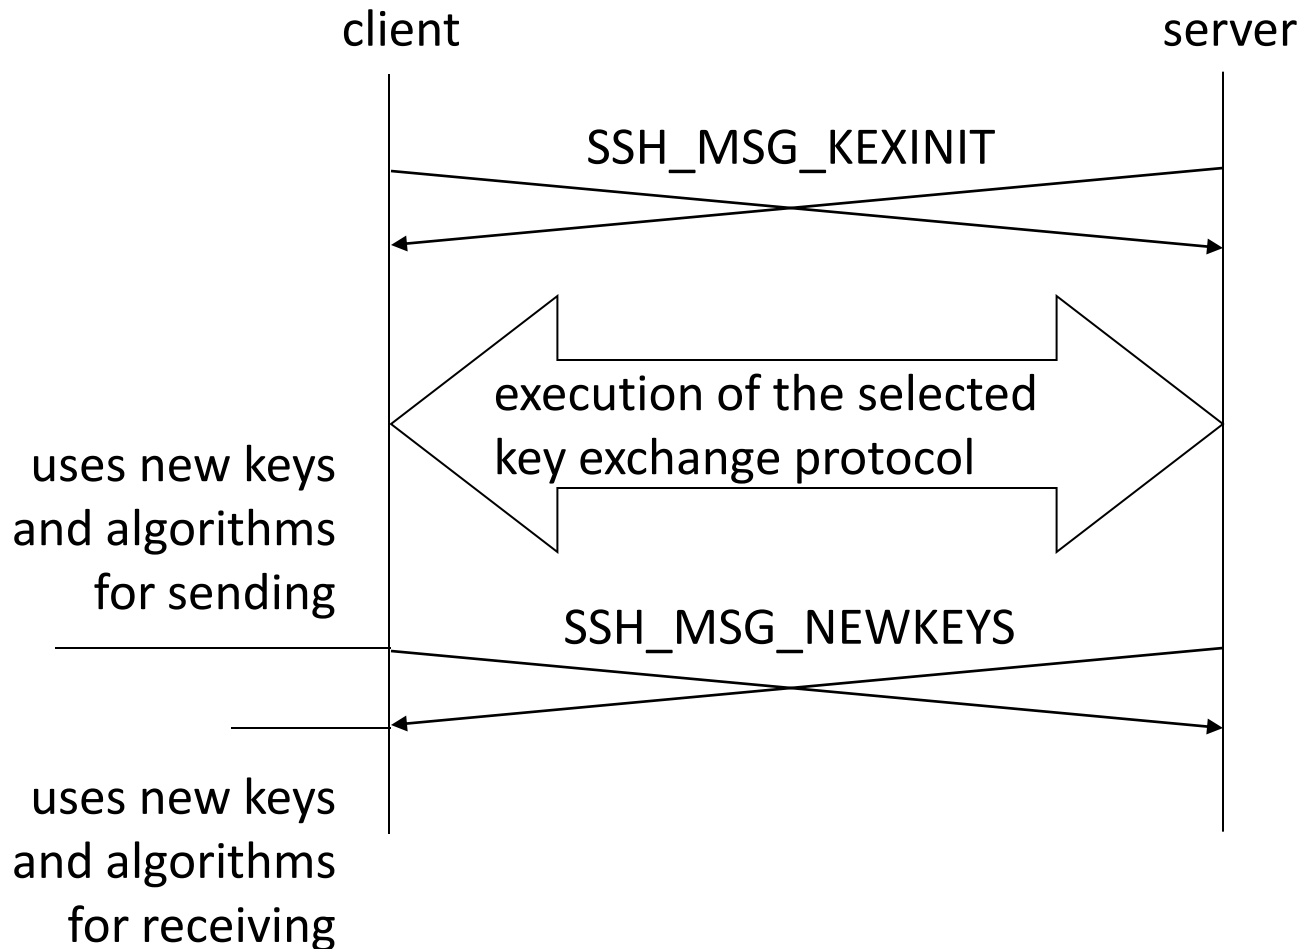 client
server
SSH_MSG_KEXINIT
execution of the selected
key exchange protocol
uses new keys
and algorithms
for sending
SSH_MSG_NEWKEYS
uses new keys
and algorithms
for receiving